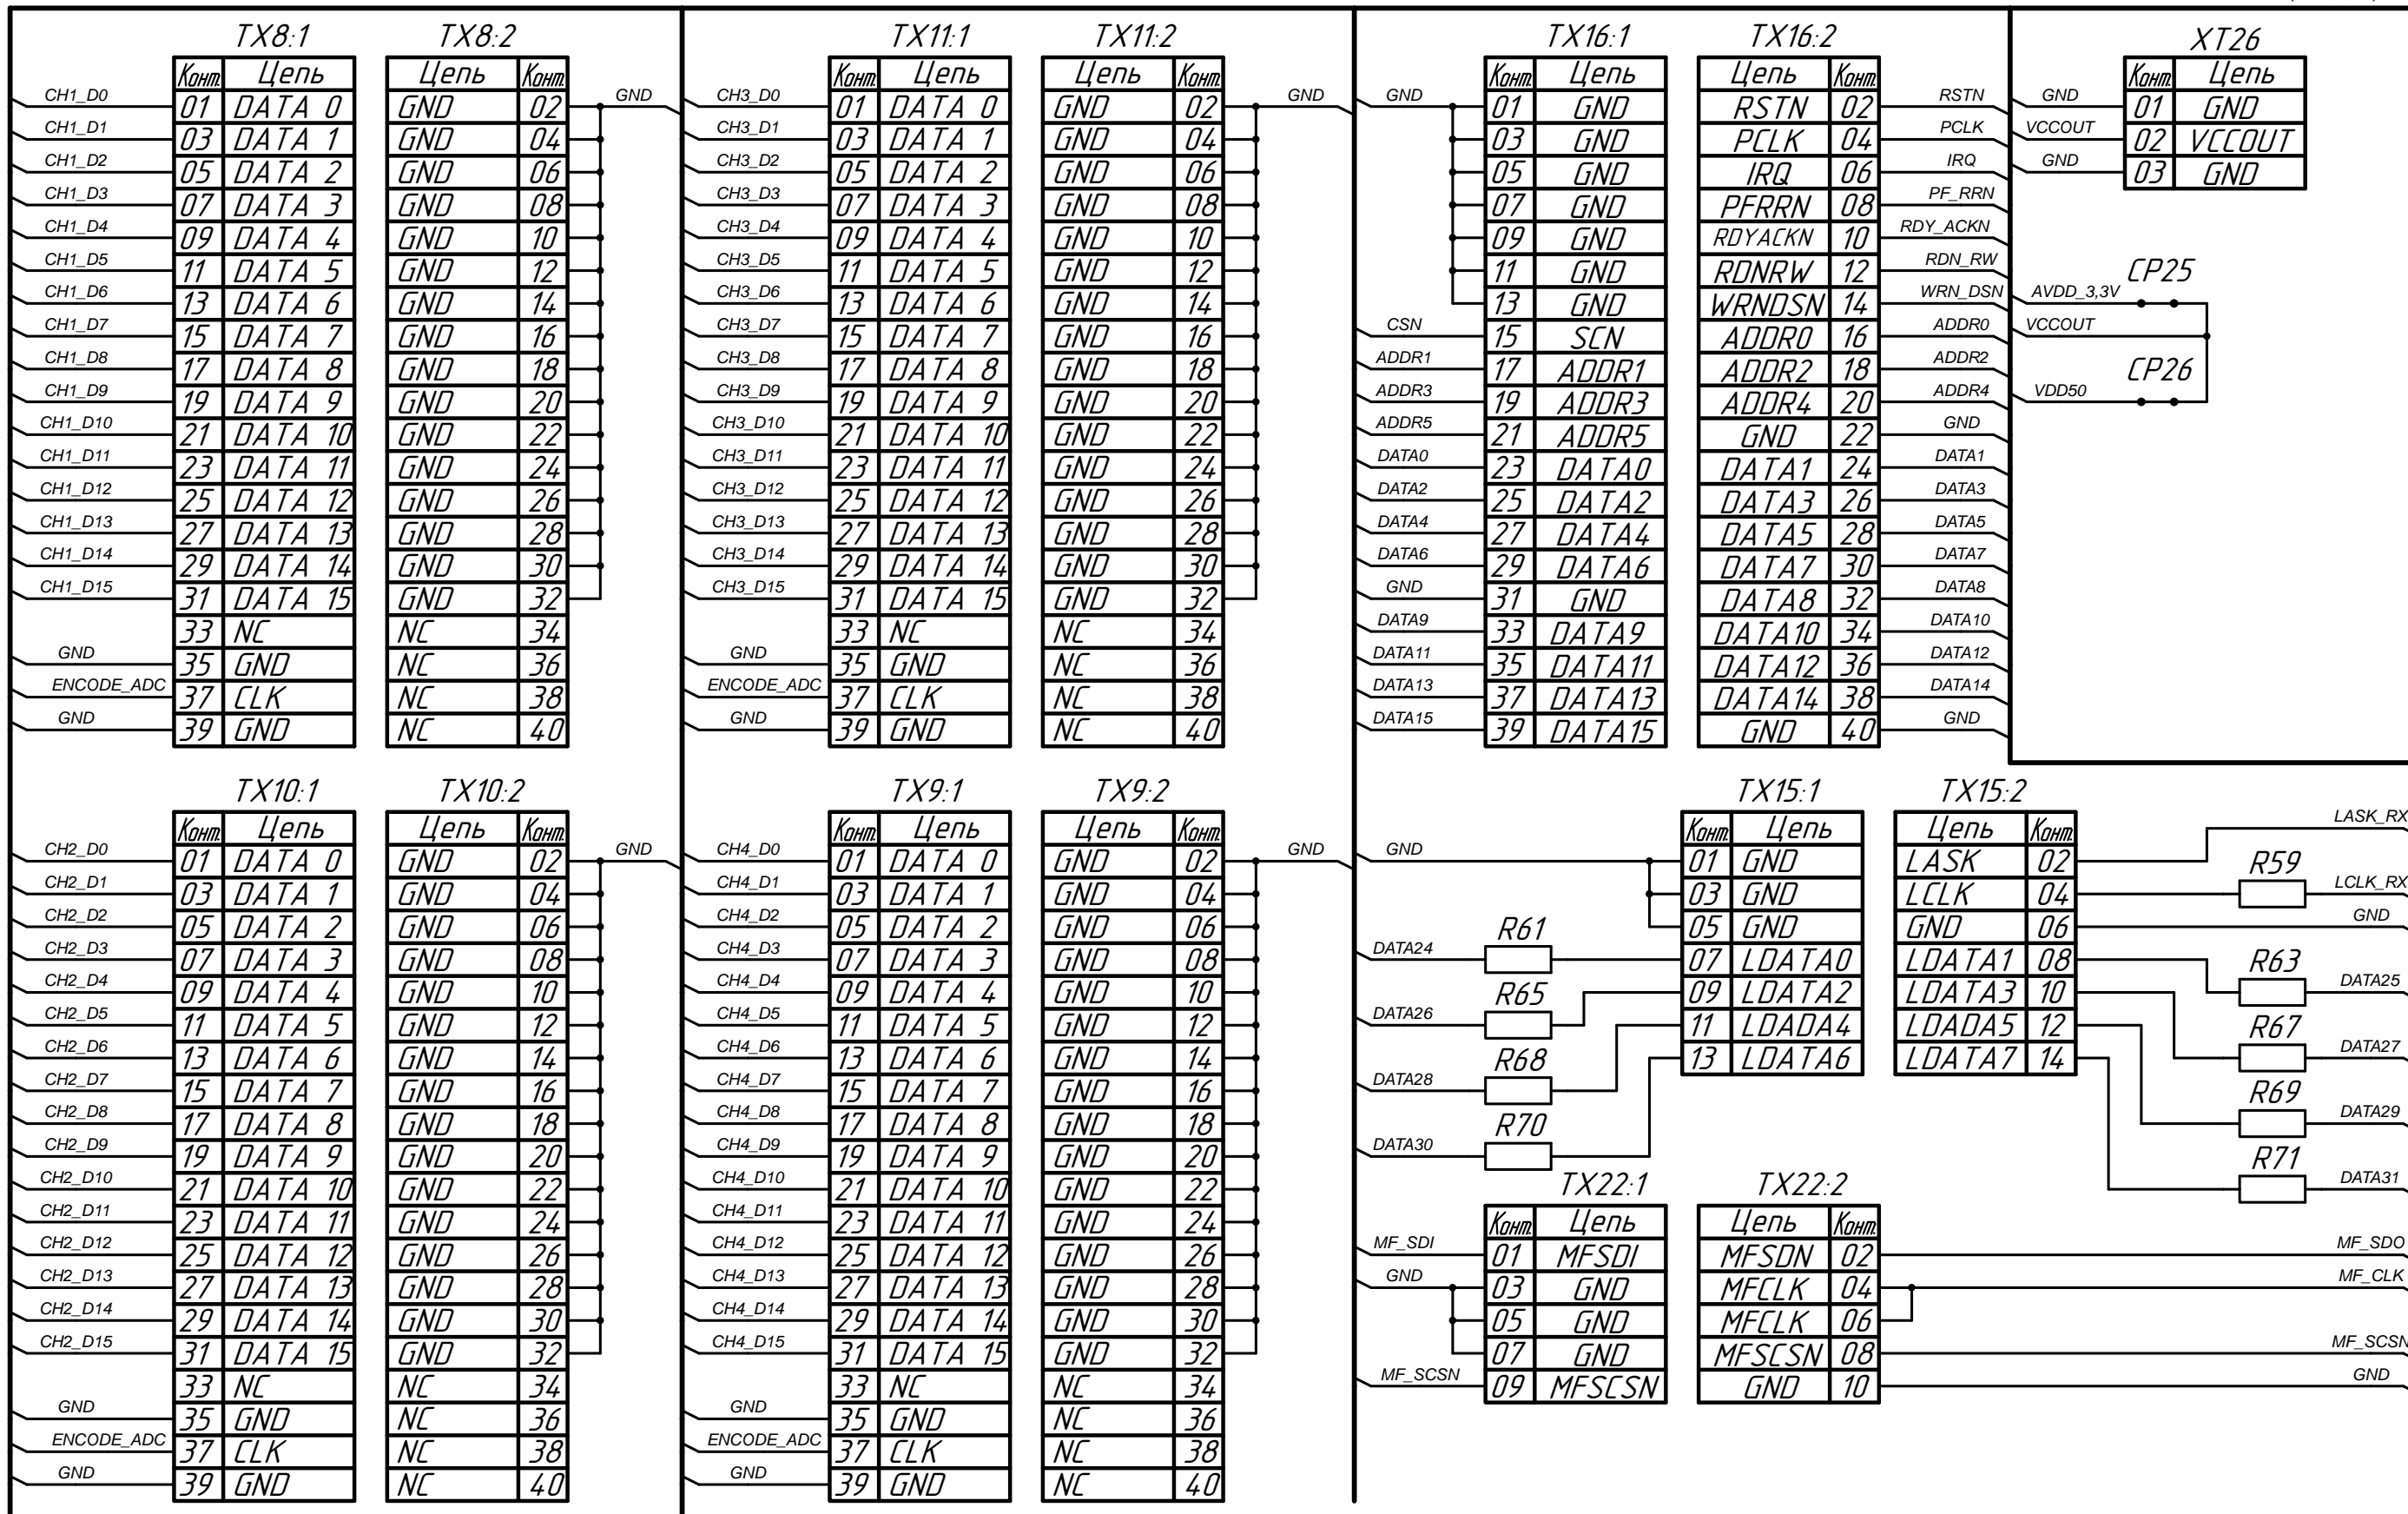 TX8:1 TX8:2
Конт. Цепь Цепь Конт.
CH1_D0 01 DATA 0 GND 02 GND
CH1_D1 03 DATA 1 GND 04
CH1_D2 05 DATA 2 GND 06
CH1_D3 07 DATA 3 GND 08
CH1_D4 09 DATA 4 GND 10
CH1_D5 11 DATA 5 GND 12
CH1_D6 13 DATA 6 GND 14
CH1_D7 15 DATA 7 GND 16
CH1_D8 17 DATA 8 GND 18
CH1_D9 19 DATA 9 GND 20
CH1_D10 21 DATA 10 GND 22
CH1_D11 23 DATA 11 GND 24
CH1_D12 25 DATA 12 GND 26
CH1_D13 27 DATA 13 GND 28
CH1_D14 29 DATA 14 GND 30
CH1_D15 31 DATA 15 GND 32
33 NC NC 34
GND 35 GND NC 36
ENCODE_ADC 37 CLK NC 38
GND 39 GND NC 40
TX11:1 TX11:2
Конт. Цепь Цепь Конт.
CH3_D0 01 DATA 0 GND 02 GND
CH3_D1 03 DATA 1 GND 04
CH3_D2 05 DATA 2 GND 06
CH3_D3 07 DATA 3 GND 08
CH3_D4 09 DATA 4 GND 10
CH3_D5 11 DATA 5 GND 12
CH3_D6 13 DATA 6 GND 14
CH3_D7 15 DATA 7 GND 16
CH3_D8 17 DATA 8 GND 18
CH3_D9 19 DATA 9 GND 20
CH3_D10 21 DATA 10 GND 22
CH3_D11 23 DATA 11 GND 24
CH3_D12 25 DATA 12 GND 26
CH3_D13 27 DATA 13 GND 28
CH3_D14 29 DATA 14 GND 30
CH3_D15 31 DATA 15 GND 32
33 NC NC 34
GND 35 GND NC 36
ENCODE_ADC 37 CLK NC 38
GND 39 GND NC 40
TX16:1 TX16:2
Конт. Цепь Цепь Конт.
GND 01 GND RSTN 02 RSTN
03 GND PCLK 04 PCLK
05 GND IRQ 06 IRQ
07 GND PFRRN 08 PF_RRN
09 GND RDYACKN 10 RDY_ACKN
11 GND RDNRW 12 RDN_RW
13 GND WRNDSN 14 WRN_DSN
CSN 15 SCN ADDR0 16 ADDR0
ADDR1 17 ADDR1 ADDR2 18 ADDR2
ADDR3 19 ADDR3 ADDR4 20 ADDR4
ADDR5 21 ADDR5 GND 22 GND
DATA0 23 DATA0 DATA1 24 DATA1
DATA2 25 DATA2 DATA3 26 DATA3
DATA4 27 DATA4 DATA5 28 DATA5
DATA6 29 DATA6 DATA7 30 DATA7
GND 31 GND DATA8 32 DATA8
DATA9 33 DATA9 DATA10 34 DATA10
DATA11 35 DATA11 DATA12 36 DATA12
DATA13 37 DATA13 DATA14 38 DATA14
DATA15 39 DATA15 GND 40 GND
XT26
Конт. Цепь
GND 01 GND
VCCOUT 02 VCCOUT
GND 03 GND
CP25
AVDD_3,3V
VCCOUT
CP26
VDD50
TX10:1 TX10:2
Конт. Цепь Цепь Конт.
CH2_D0 01 DATA 0 GND 02 GND
CH2_D1 03 DATA 1 GND 04
CH2_D2 05 DATA 2 GND 06
CH2_D3 07 DATA 3 GND 08
CH2_D4 09 DATA 4 GND 10
CH2_D5 11 DATA 5 GND 12
CH2_D6 13 DATA 6 GND 14
CH2_D7 15 DATA 7 GND 16
CH2_D8 17 DATA 8 GND 18
CH2_D9 19 DATA 9 GND 20
CH2_D10 21 DATA 10 GND 22
CH2_D11 23 DATA 11 GND 24
CH2_D12 25 DATA 12 GND 26
CH2_D13 27 DATA 13 GND 28
CH2_D14 29 DATA 14 GND 30
CH2_D15 31 DATA 15 GND 32
33 NC NC 34
GND 35 GND NC 36
ENCODE_ADC 37 CLK NC 38
GND 39 GND NC 40
TX9:1 TX9:2
Конт. Цепь Цепь Конт.
CH4_D0 01 DATA 0 GND 02 GND
CH4_D1 03 DATA 1 GND 04
CH4_D2 05 DATA 2 GND 06
CH4_D3 07 DATA 3 GND 08
CH4_D4 09 DATA 4 GND 10
CH4_D5 11 DATA 5 GND 12
CH4_D6 13 DATA 6 GND 14
CH4_D7 15 DATA 7 GND 16
CH4_D8 17 DATA 8 GND 18
CH4_D9 19 DATA 9 GND 20
CH4_D10 21 DATA 10 GND 22
CH4_D11 23 DATA 11 GND 24
CH4_D12 25 DATA 12 GND 26
CH4_D13 27 DATA 13 GND 28
CH4_D14 29 DATA 14 GND 30
CH4_D15 31 DATA 15 GND 32
33 NC NC 34
GND 35 GND NC 36
ENCODE_ADC 37 CLK NC 38
GND 39 GND NC 40
TX15:1 TX15:2
Конт. Цепь Цепь Конт.
GND 01 GND LASK 02 LASK_RX
03 GND LCLK 04 R59 LCLK_RX
05 GND GND 06 GND
DATA24 R61 07 LDATA0 LDATA1 08 R63 DATA25
DATA26 R65 09 LDATA2 LDATA3 10 R67 DATA27
DATA28 R68 11 LDADA4 LDADA5 12 R69 DATA29
DATA30 R70 13 LDATA6 LDATA7 14 R71 DATA31
TX22:1 TX22:2
Конт. Цепь Цепь Конт.
MF_SDI 01 MFSDI MFSDN 02 MF_SDO
GND 03 GND MFCLK 04 MF_CLK
05 GND MFCLK 06
07 GND MFSCSN 08 MF_SCSN
MF_SCSN 09 MFSCSN GND 10 GND